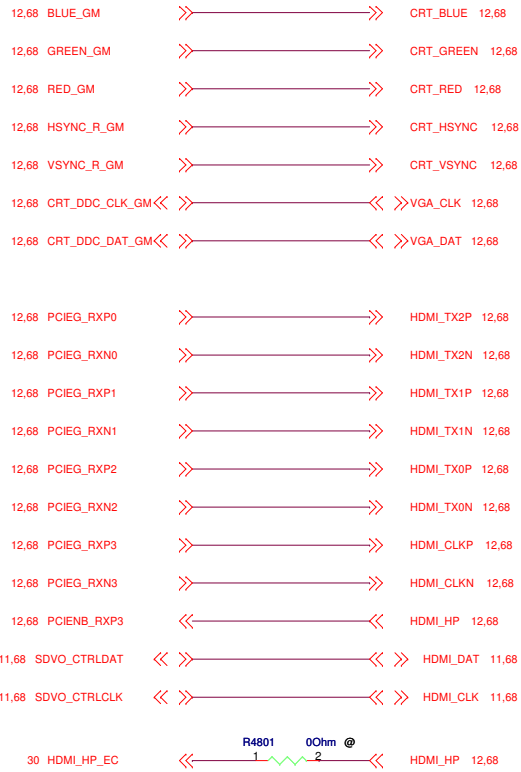 12,68 BLUE_GM CRT_BLUE 12,68
12,68 GREEN_GM CRT_GREEN 12,68
12,68 RED_GM CRT_RED 12,68
12,68 HSYNC_R_GM CRT_HSYNC 12,68
12,68 VSYNC_R_GM CRT_VSYNC 12,68
12,68 CRT_DDC_CLK_GM VGA_CLK 12,68
12,68 CRT_DDC_DAT_GM VGA_DAT 12,68
12,68 PCIEG_RXP0 HDMI_TX2P 12,68
12,68 PCIEG_RXN0 HDMI_TX2N 12,68
12,68 PCIEG_RXP1 HDMI_TX1P 12,68
12,68 PCIEG_RXN1 HDMI_TX1N 12,68
12,68 PCIEG_RXP2 HDMI_TX0P 12,68
12,68 PCIEG_RXN2 HDMI_TX0N 12,68
12,68 PCIEG_RXP3 HDMI_CLKP 12,68
12,68 PCIEG_RXN3 HDMI_CLKN 12,68
12,68 PCIENB_RXP3 HDMI_HP 12,68
11,68 SDVO_CTRLDAT HDMI_DAT 11,68
11,68 SDVO_CTRLCLK HDMI_CLK 11,68
R4801 0Ohm @
30 HDMI_HP_EC 1 2 HDMI_HP 12,68